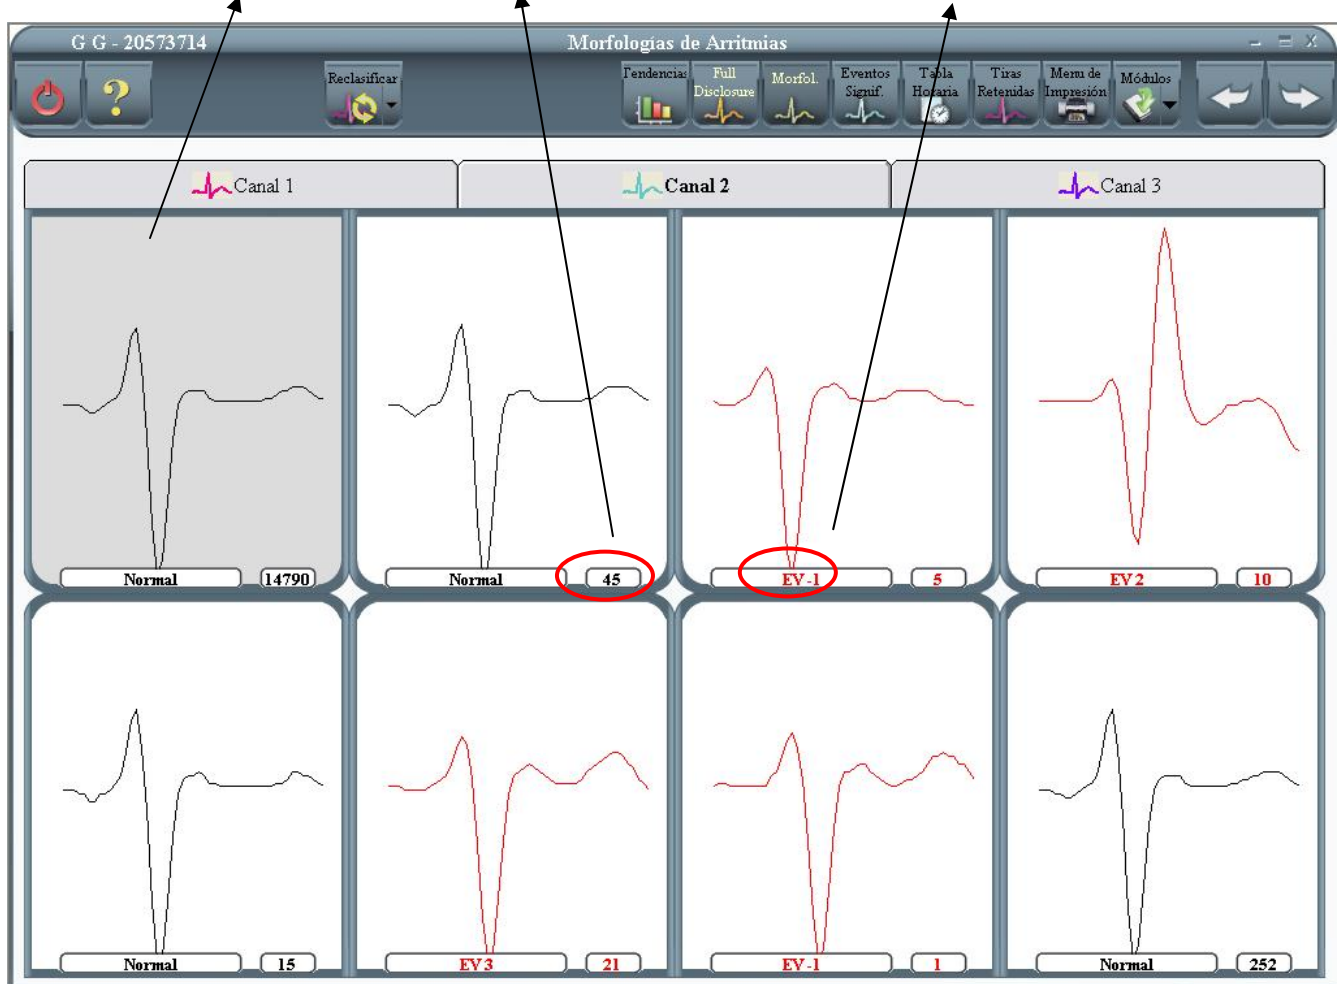 G G - 20573714
Morfologías de Arritmias
Reclasificar
Tendencias
Full Disclosure
Morfol.
Eventos Signif.
Tabla Horaria
Tiras Retenidas
Menu de Impresión
Módulos
Canal 1
Canal 2
Canal 3
Normal 14790
Normal 45
EV-1 5
EV 2 10
Normal 15
EV 3 21
EV-1 1
Normal 252